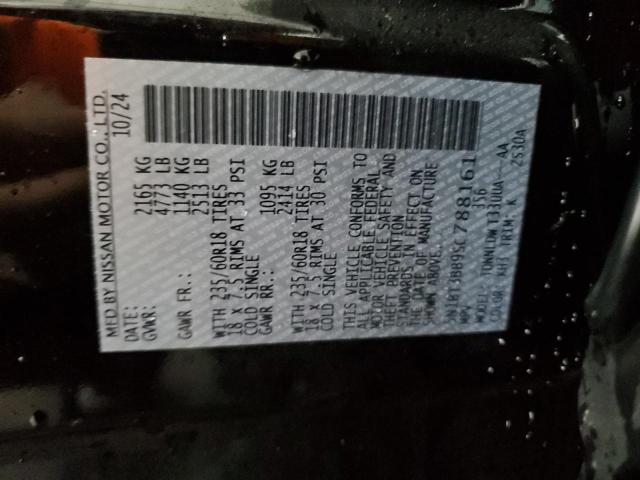 MFD BY NISSAN MOTOR CO., LTD.
DATE: 10/24
GVWR: 2165 KG
4773 LB
GAWR FR.: 1140 KG
2513 LB
WITH 235/60R18 TIRES
18 X 7.5 RIMS AT 33 PSI
COLD SINGLE
GAWR RR.: 1095 KG
2414 LB
WITH 235/60R18 TIRES
18 X 7.5 RIMS AT 30 PSI
COLD SINGLE
THIS VEHICLE CONFORMS TO
ALL APPLICABLE FEDERAL
MOTOR VEHICLE SAFETY AND
THEFT PREVENTION
STANDARDS IN EFFECT ON
THE DATE OF MANUFACTURE
SHOWN ABOVE.
5N1BT3BB9SC788161
MPV 356
MODEL: AA
COLOR: KH3 TRIM: K ZS30A